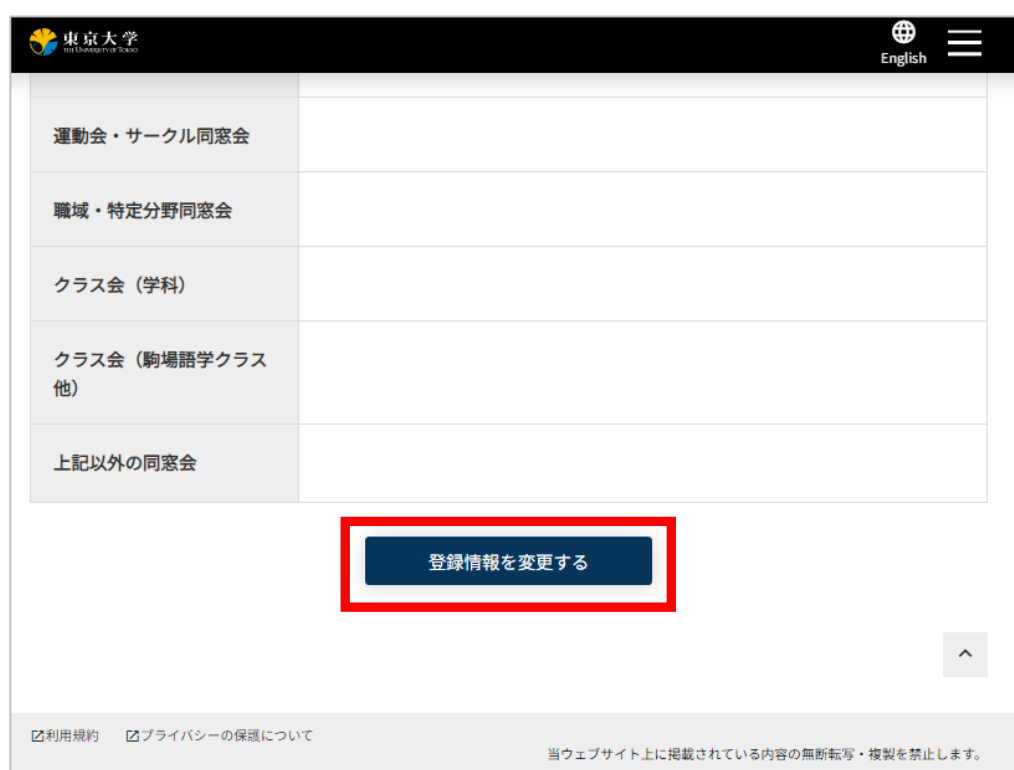 東京大学
THE UNIVERSITY OF TOKYO
English
運動会・サークル同窓会
職域・特定分野同窓会
クラス会（学科）
クラス会（駒場語学クラス
他）
上記以外の同窓会
登録情報を変更する
利用規約 プライバシーの保護について
当ウェブサイト上に掲載されている内容の無断転写・複製を禁止します。